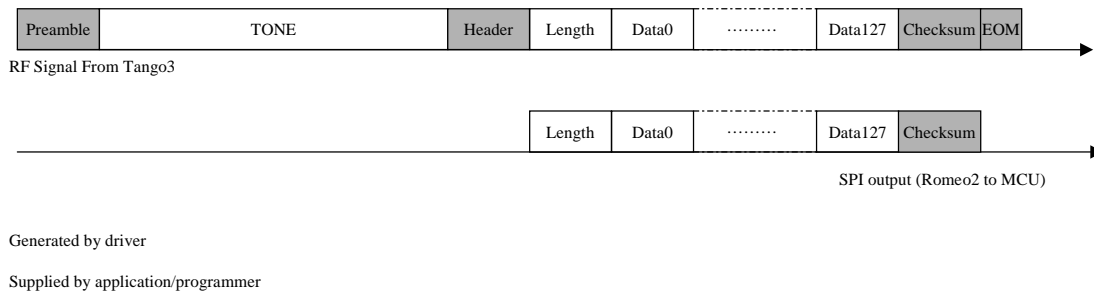 Preamble TONE Header Length Data0 ......... Data127 Checksum EOM
RF Signal From Tango3
Length Data0 ......... Data127 Checksum
SPI output (Romeo2 to MCU)
Generated by driver
Supplied by application/programmer